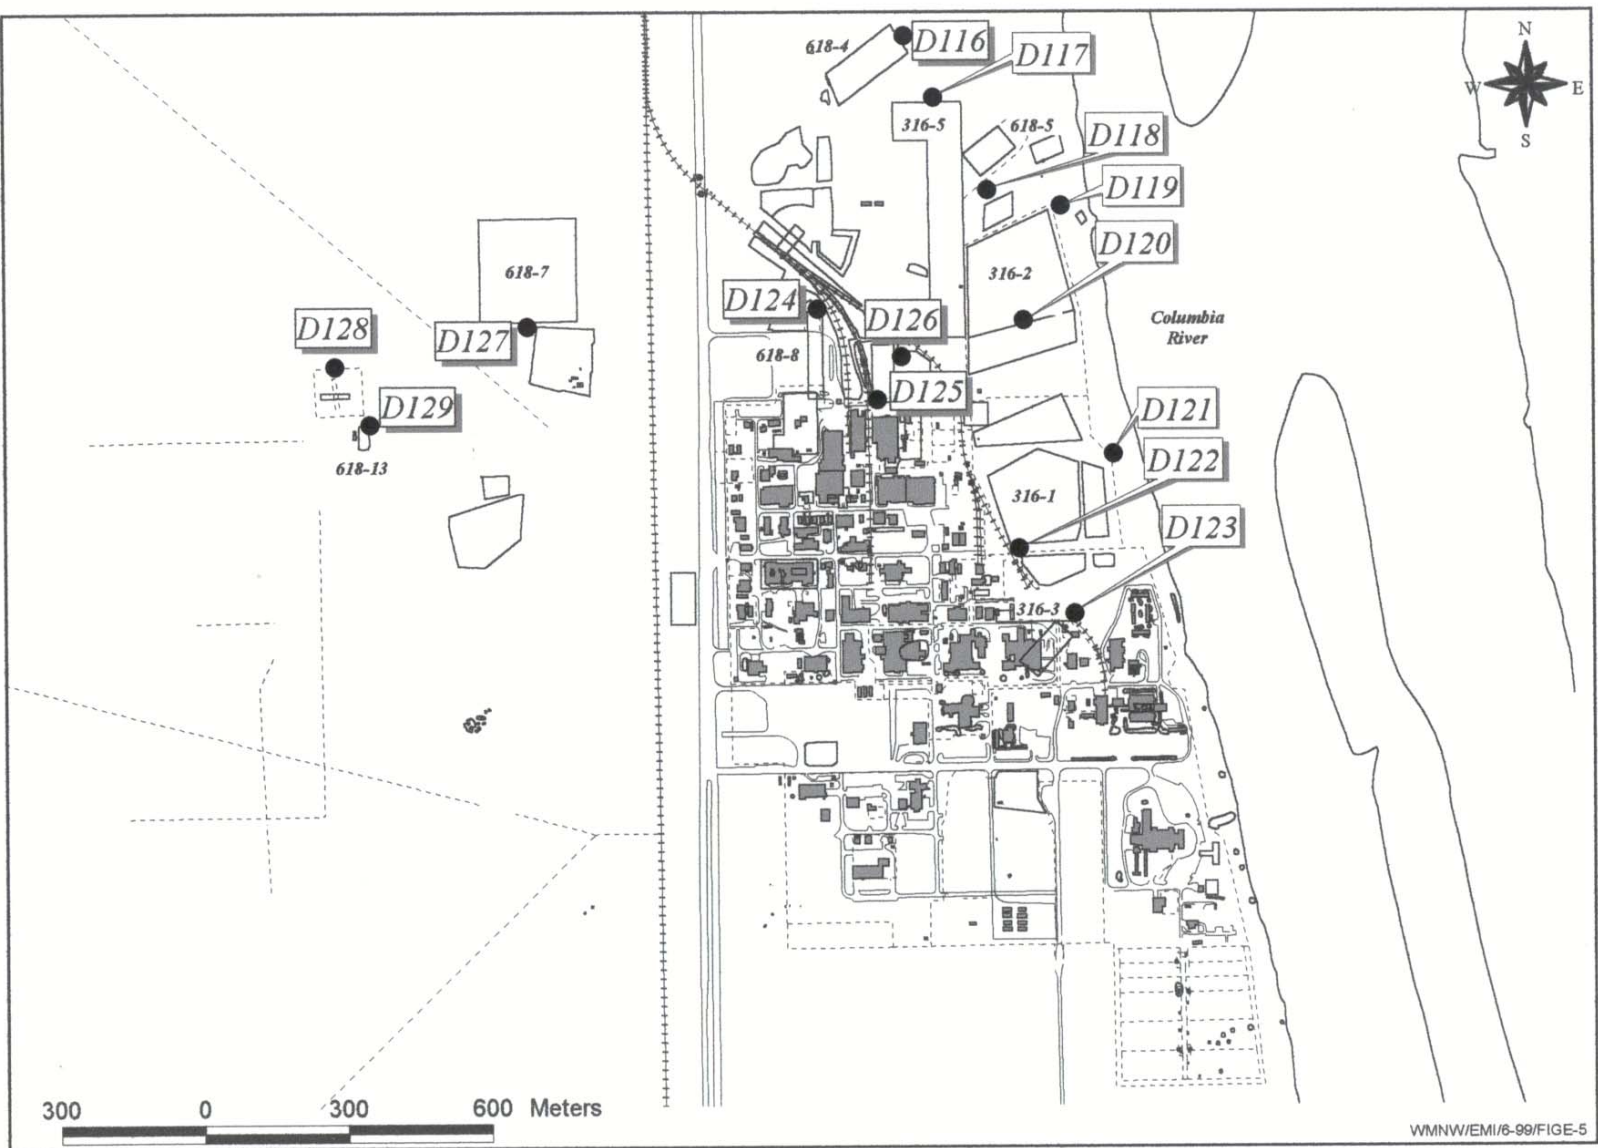 N
W
E
S
618-4
D116
D117
316-5
618-5
D118
D119
D120
316-2
618-7
D124
D126
Columbia
River
D128
D127
618-8
D125
D129
D121
618-13
D122
316-1
D123
316-3
300 0 300 600 Meters
WMNW/EMI/6-99/FIGE-5